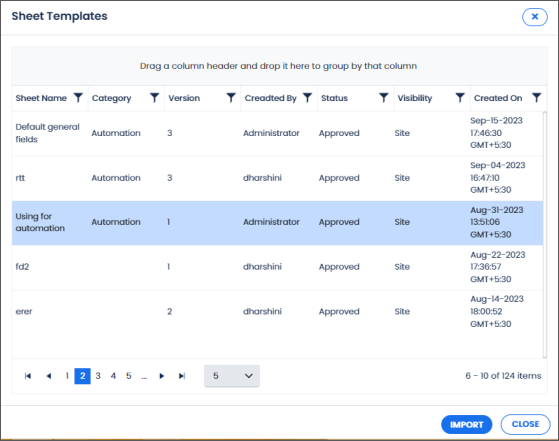 Sheet Templates
Drag a column header and drop it here to group by that column
Sheet Name Category Version Creadted By Status Visibility Created On
Default general fields Automation 3 Administrator Approved Site Sep-15-2023 17:46:30 GMT+5:30
rtt Automation 3 dharshini Approved Site Sep-04-2023 16:47:10 GMT+5:30
Using for automation Automation 1 Administrator Approved Site Aug-31-2023 13:51:06 GMT+5:30
fd2 1 dharshini Approved Site Aug-22-2023 17:36:57 GMT+5:30
erer 2 dharshini Approved Site Aug-14-2023 18:00:52 GMT+5:30
1 2 3 4 5 ... 5 6 - 10 of 124 items
IMPORT CLOSE